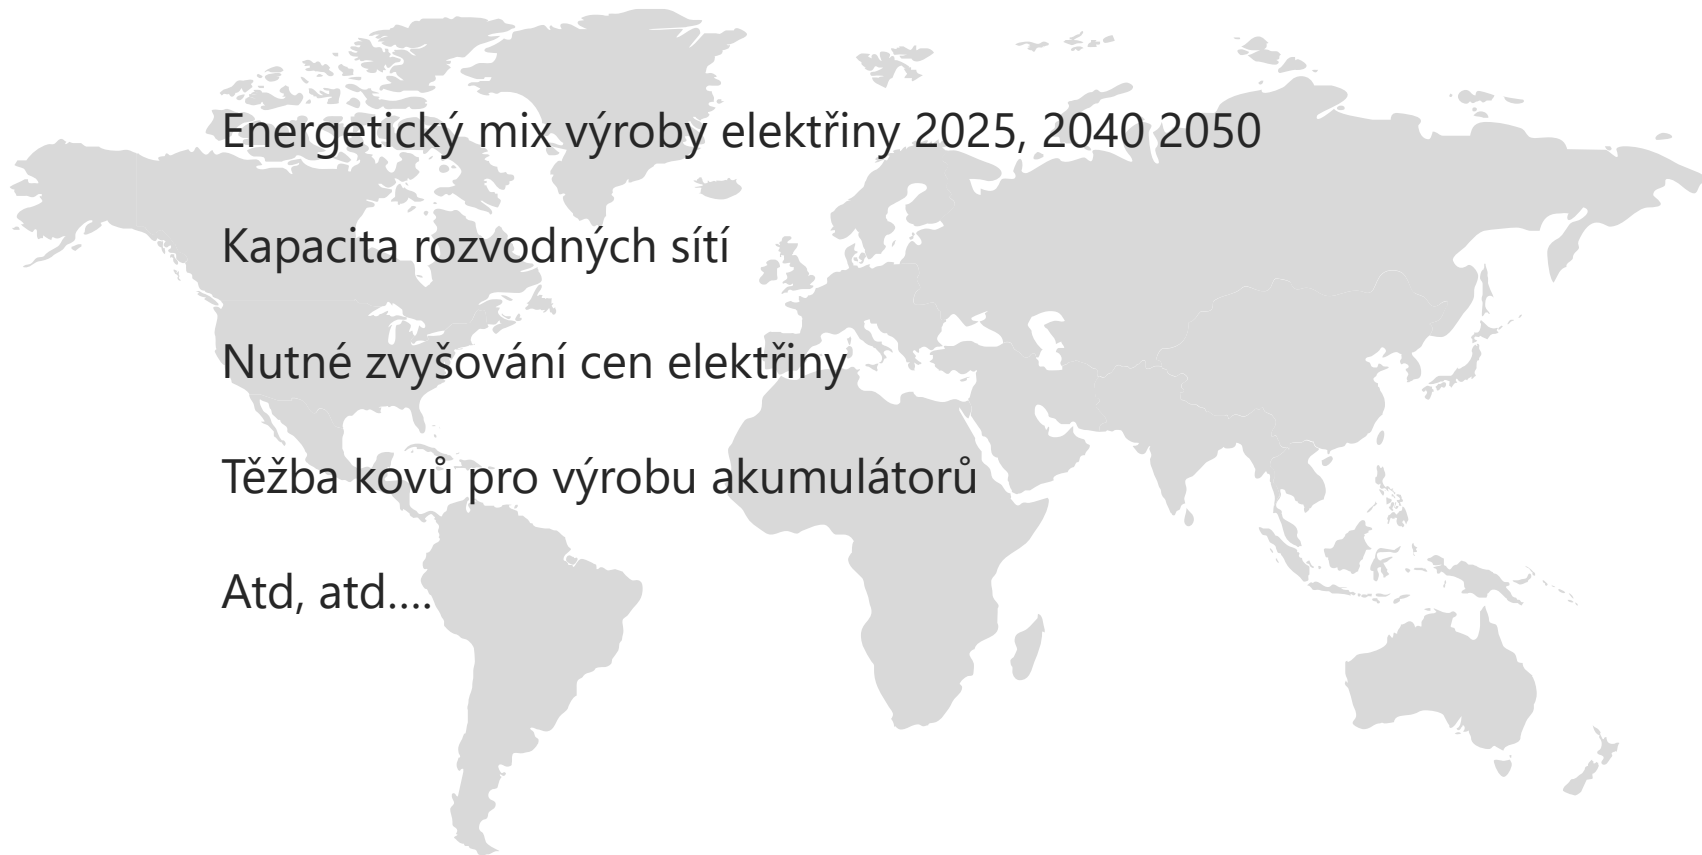 Energetický mix výroby elektřiny 2025, 2040 2050
Kapacita rozvodných sítí
Nutné zvyšování cen elektřiny
Těžba kovů pro výrobu akumulátorů
Atd, atd....